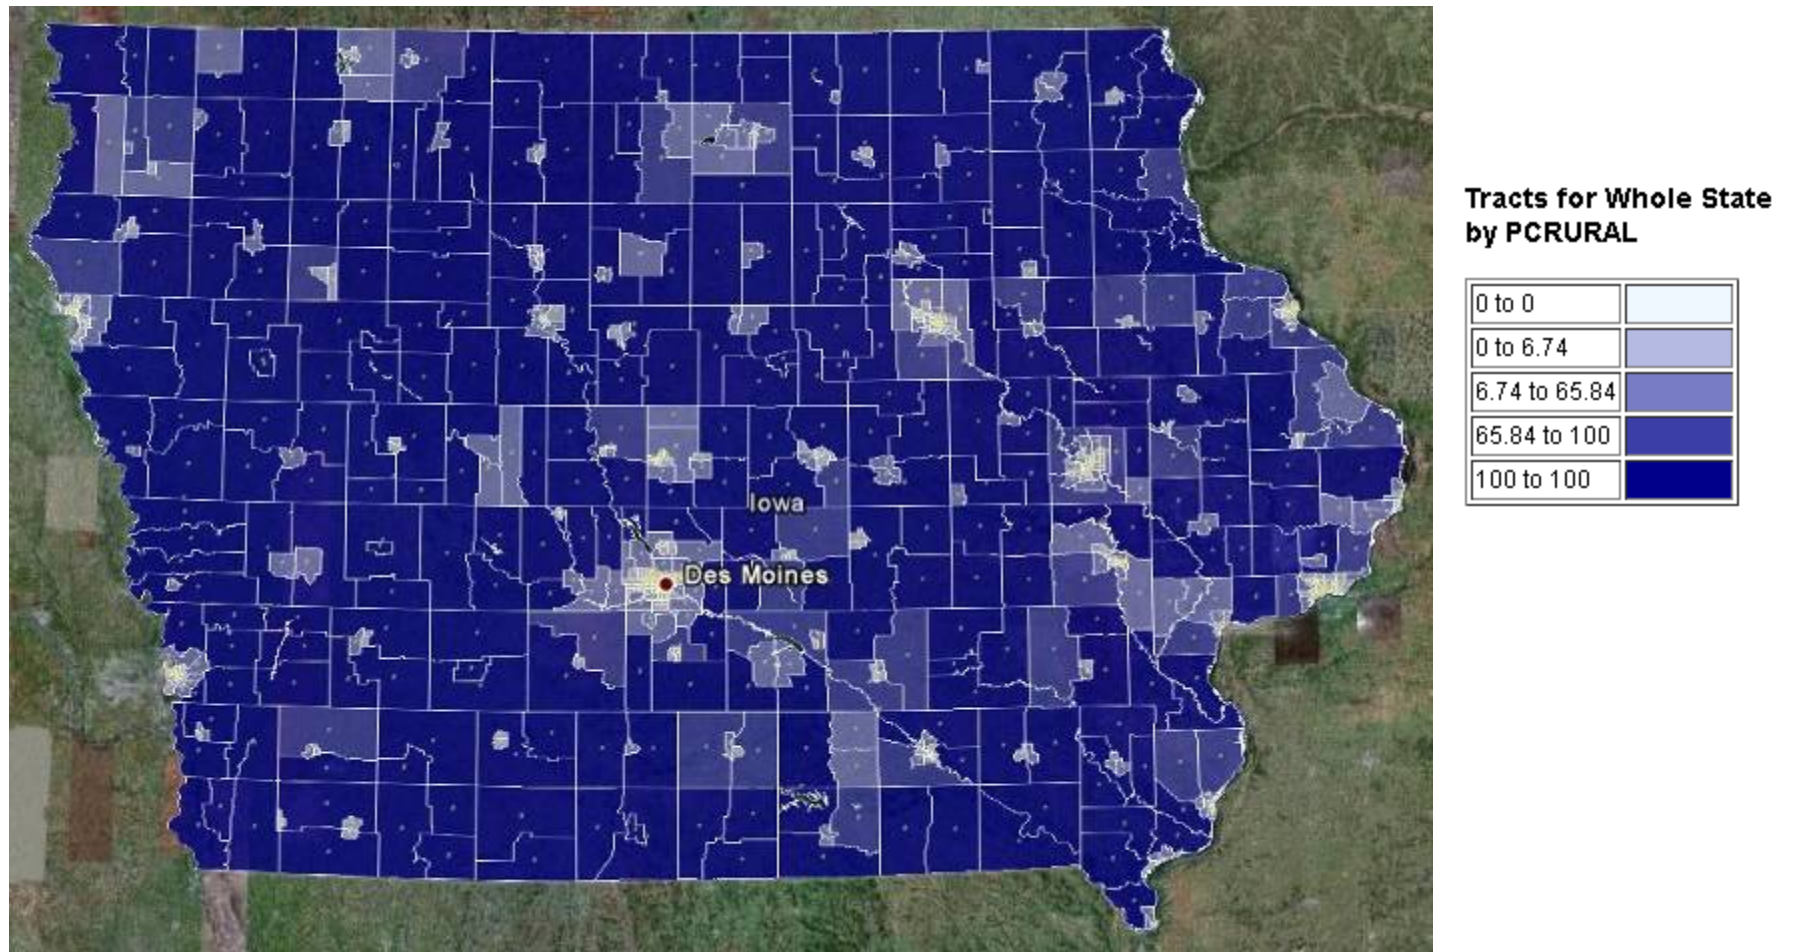 Iowa
Des Moines
Tracts for Whole State
by PCRURAL
0 to 0
0 to 6.74
6.74 to 65.84
65.84 to 100
100 to 100